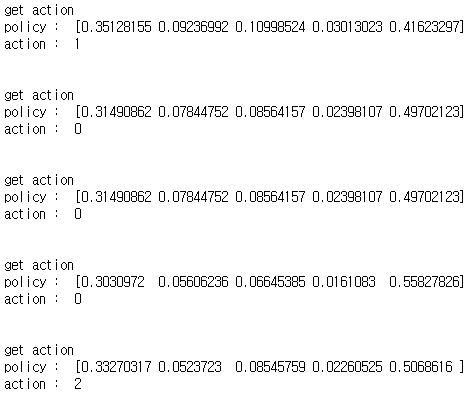 get action
policy :  [0.35128155 0.09236992 0.10998524 0.03013023 0.41623297]
action :  1
get action
policy :  [0.31490862 0.07844752 0.08564157 0.02398107 0.49702123]
action :  0
get action
policy :  [0.31490862 0.07844752 0.08564157 0.02398107 0.49702123]
action :  0
get action
policy :  [0.3030972  0.05606236 0.06645385 0.0161083  0.55827826]
action :  0
get action
policy :  [0.33270317 0.0523723  0.08545759 0.02260525 0.5068616 ]
action :  2